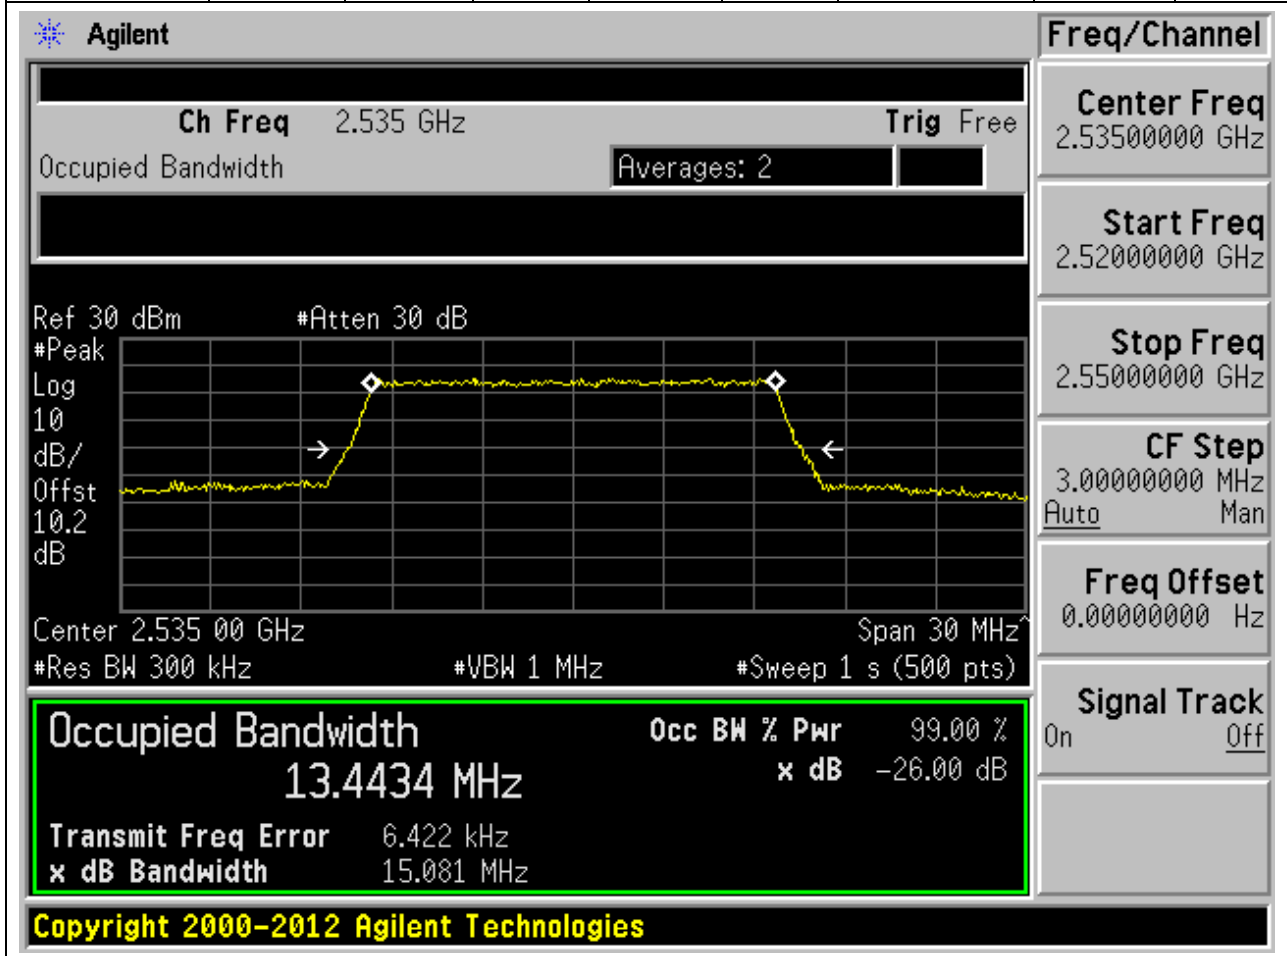 Agilent
Freq/Channel
Ch Freq 2.535 GHz Trig Free
Occupied Bandwidth Averages: 2
Center Freq
2.53500000 GHz
Start Freq
2.52000000 GHz
Stop Freq
2.55000000 GHz
CF Step
3.00000000 MHz
Auto Man
Freq Offset
0.00000000 Hz
Signal Track
On Off
Ref 30 dBm #Atten 30 dB
#Peak
Log
10
dB/
Offst
10.2
dB
Center 2.535 00 GHz Span 30 MHz^
#Res BW 300 kHz #VBW 1 MHz #Sweep 1 s (500 pts)
Occupied Bandwidth Occ BW % Pwr 99.00 %
13.4434 MHz x dB -26.00 dB
Transmit Freq Error 6.422 kHz
x dB Bandwidth 15.081 MHz
Copyright 2000-2012 Agilent Technologies